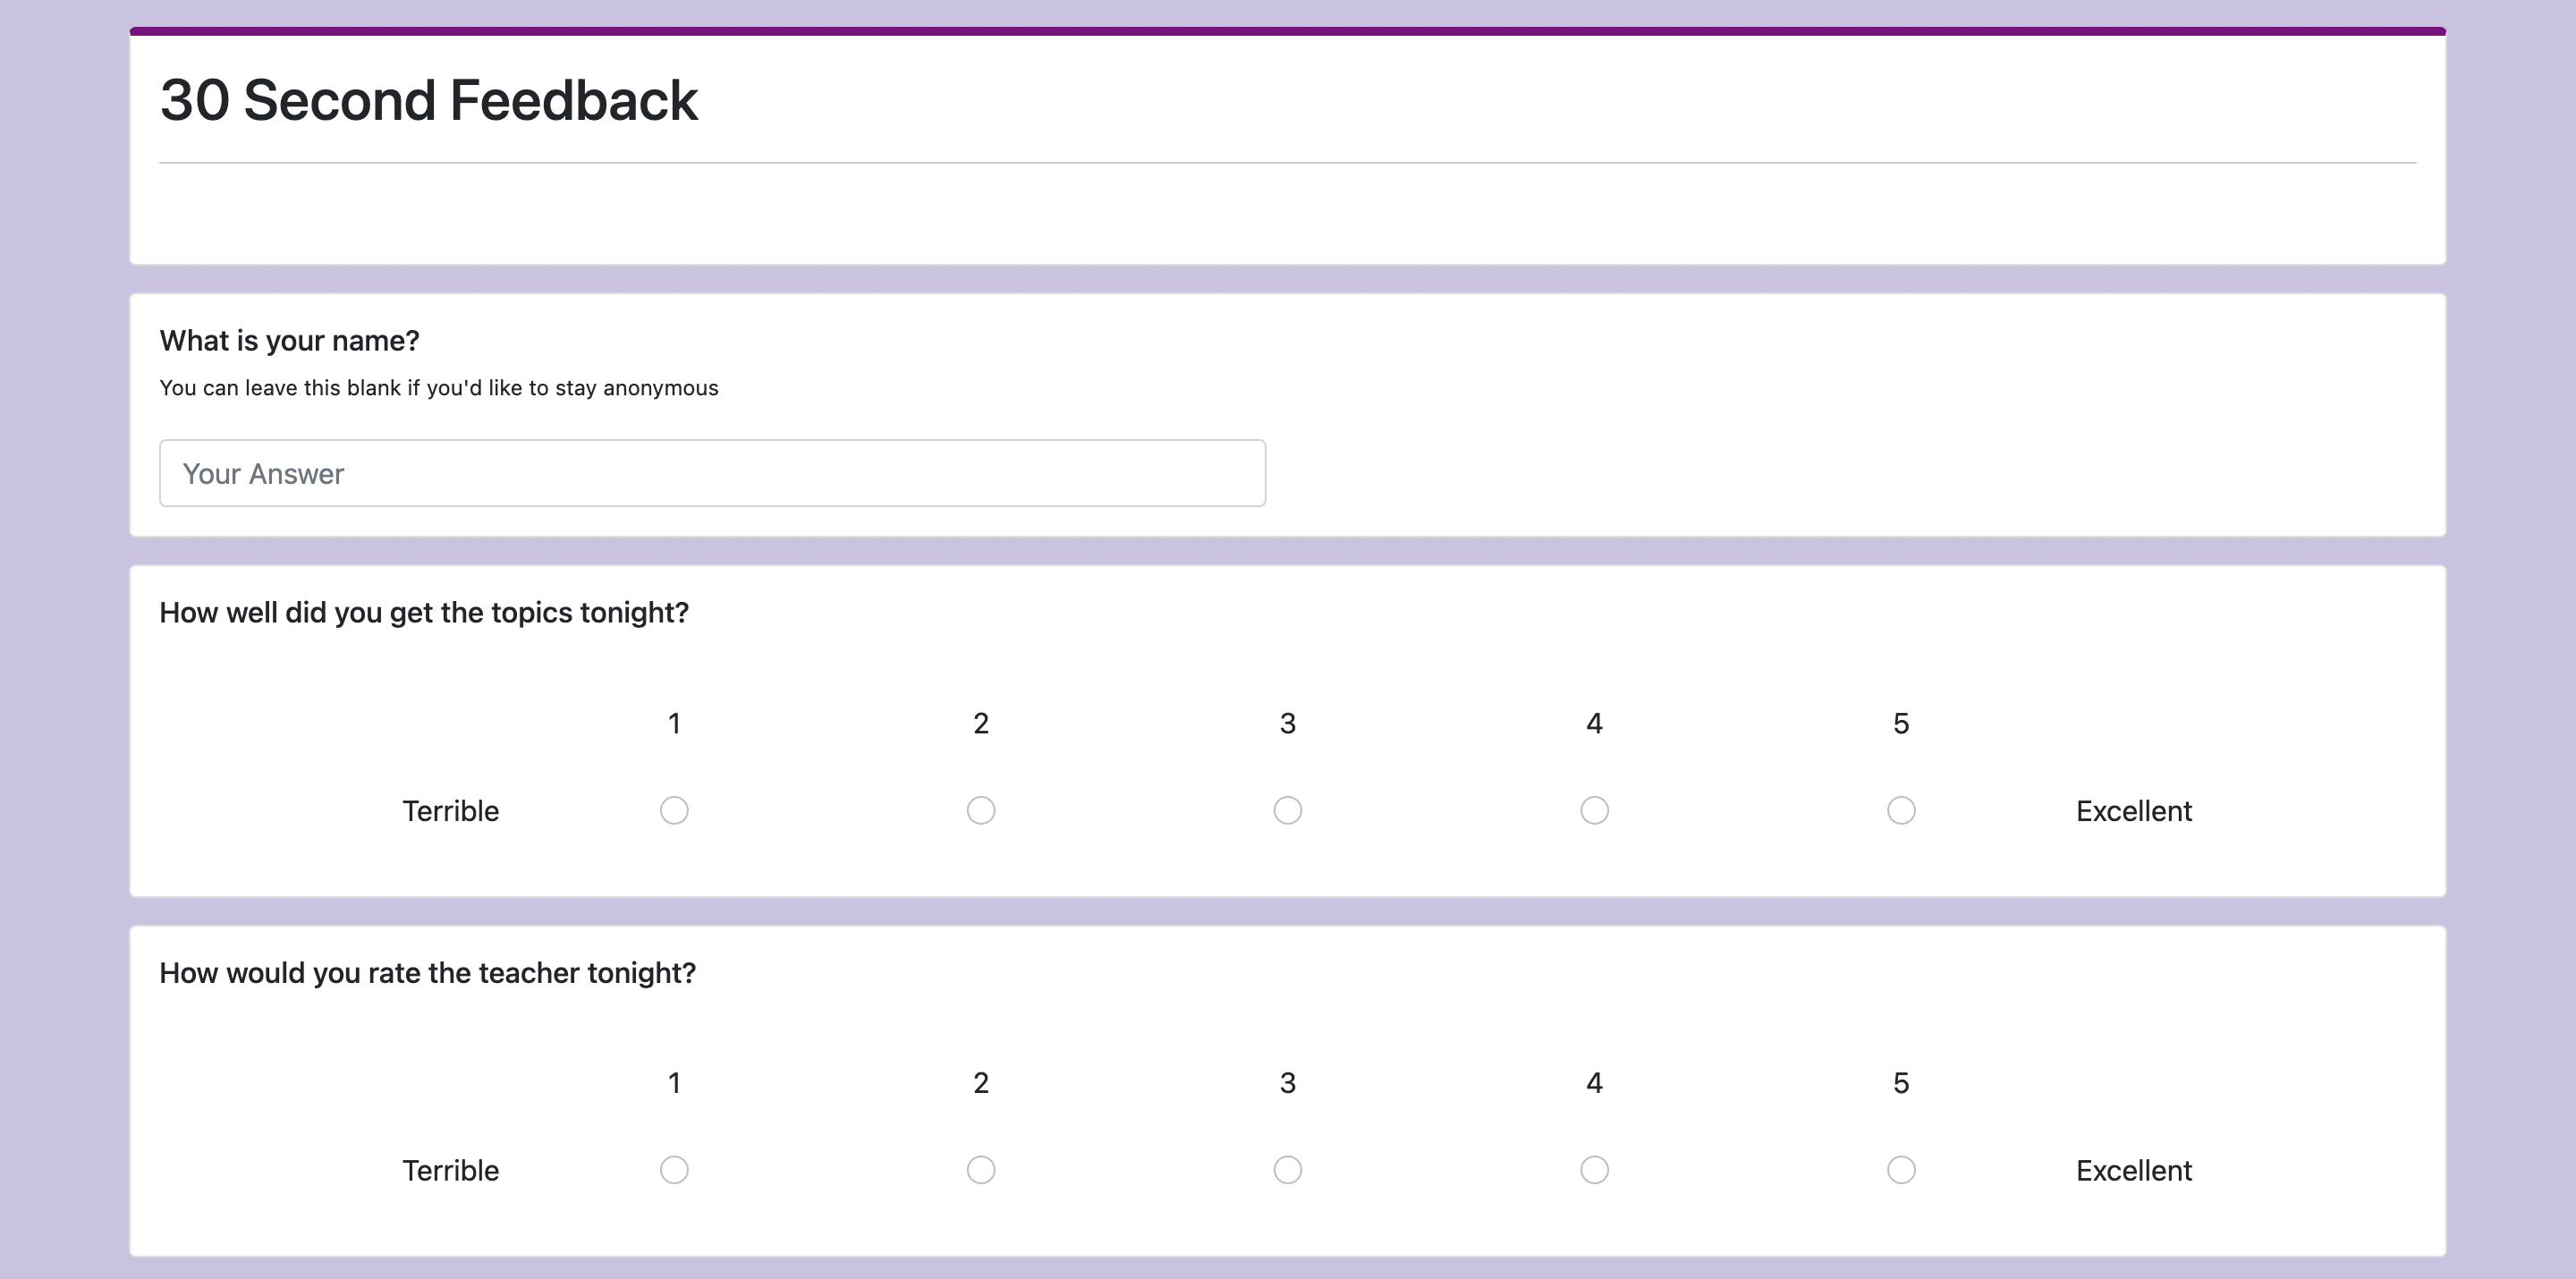 30 Second Feedback
What is your name?
You can leave this blank if you'd like to stay anonymous
Your Answer
How well did you get the topics tonight?
1 2 3 4 5
Terrible Excellent
How would you rate the teacher tonight?
1 2 3 4 5
Terrible Excellent